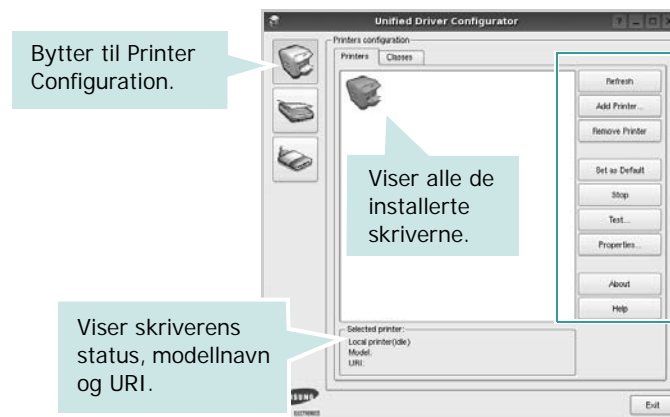 Unified Driver Configurator
Bytter til Printer
Configuration.
Printers configuration
Printers
Classes
Refresh
Add Printer...
Remove Printer
Set as Default
Stop
Test...
Properties...
About
Help
Viser alle de
installerte
skriverne.
Viser skriverens
status, modellnavn
og URI.
Selected printer:
Local printer(idle)
Model:
URI:
ELECTRONICS
Exit